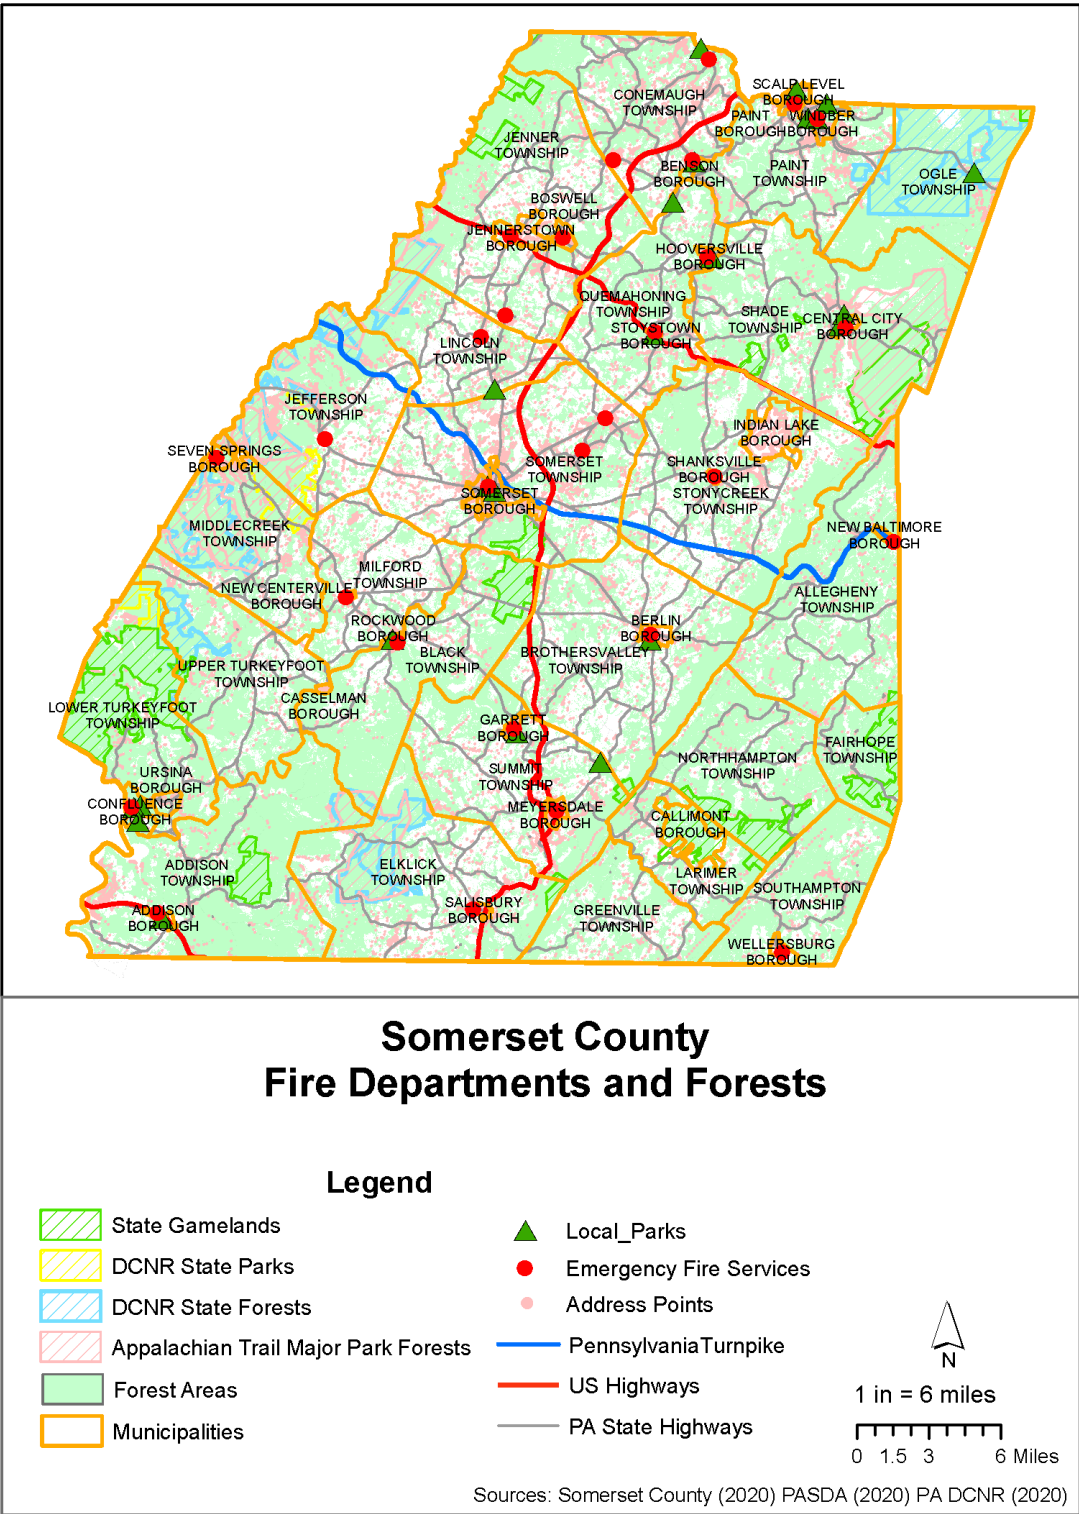 SCALP LEVEL
BOROUGH
CONEMAUGH
TOWNSHIP
PAINT
BOROUGH
WINDBER
BOROUGH
JENNER
TOWNSHIP
BENSON
BOROUGH
PAINT
TOWNSHIP
OGLE
TOWNSHIP
BOSWELL
BOROUGH
JENNERSTOWN
BOROUGH
HOOVERSVILLE
BOROUGH
QUEMAHONING
TOWNSHIP
STOYSTOWN
BOROUGH
SHADE
TOWNSHIP
CENTRAL CITY
BOROUGH
LINCOLN
TOWNSHIP
JEFFERSON
TOWNSHIP
INDIAN LAKE
BOROUGH
SEVEN SPRINGS
BOROUGH
SOMERSET
TOWNSHIP
SHANKSVILLE
BOROUGH
STONYCREEK
TOWNSHIP
SOMERSET
BOROUGH
MIDDLECREEK
TOWNSHIP
NEW BALTIMORE
BOROUGH
MILFORD
TOWNSHIP
NEW CENTERVILLE
BOROUGH
ALLEGHENY
TOWNSHIP
ROCKWOOD
BOROUGH
BERLIN
BOROUGH
BLACK
TOWNSHIP
BROTHERSVALLEY
TOWNSHIP
UPPER TURKEYFOOT
TOWNSHIP
CASSELMAN
BOROUGH
LOWER TURKEYFOOT
TOWNSHIP
GARRETT
BOROUGH
FAIRHOPE
TOWNSHIP
NORTHHAMPTON
TOWNSHIP
URSINA
BOROUGH
SUMMIT
TOWNSHIP
CONFLUENCE
BOROUGH
MEYERSDALE
BOROUGH
CALLIMONT
BOROUGH
ADDISON
TOWNSHIP
ELKLICK
TOWNSHIP
LARIMER
TOWNSHIP
SOUTHAMPTON
TOWNSHIP
ADDISON
BOROUGH
SALISBURY
BOROUGH
GREENVILLE
TOWNSHIP
WELLERSBURG
BOROUGH
Somerset County
Fire Departments and Forests
Legend
State Gamelands
DCNR State Parks
DCNR State Forests
Appalachian Trail Major Park Forests
Forest Areas
Municipalities
Local_Parks
Emergency Fire Services
Address Points
PennsylvaniaTurnpike
US Highways
PA State Highways
N
1 in = 6 miles
0 1.5 3 6 Miles
Sources: Somerset County (2020) PASDA (2020) PA DCNR (2020)